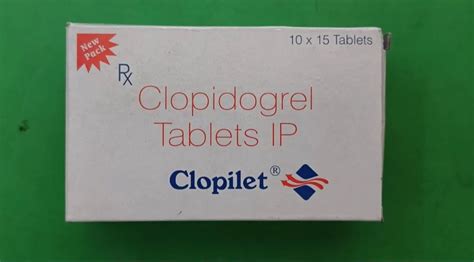 New
Pack
10 x 15 Tablets
Rx
Clopidogrel
Tablets IP
Clopilet®